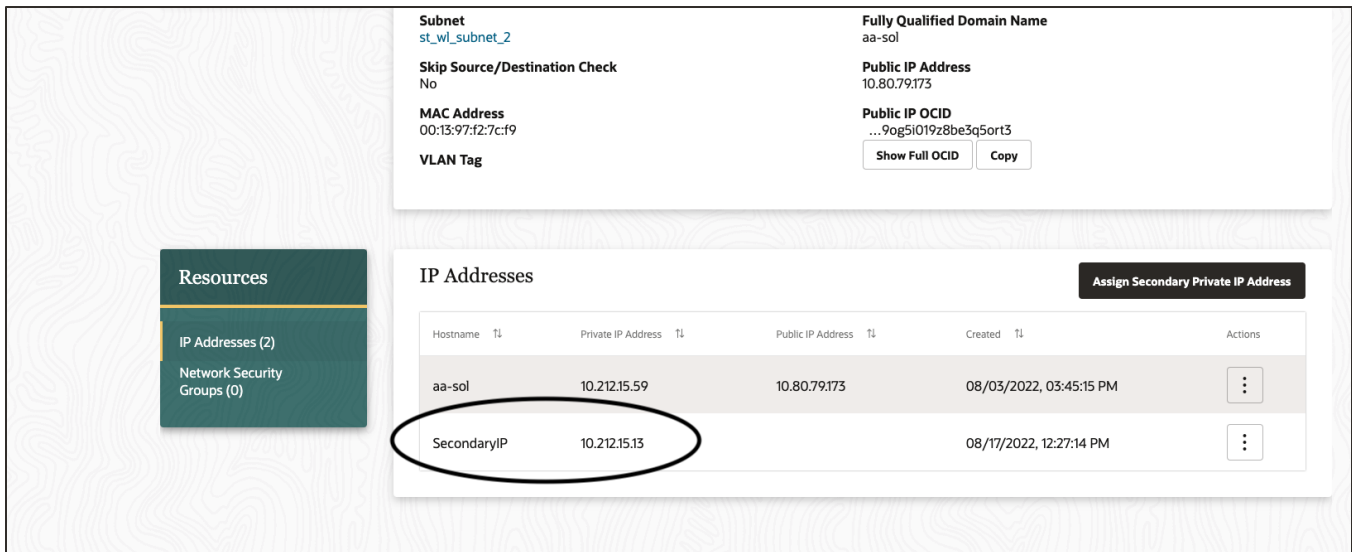 Subnet
st_wl_subnet_2
Skip Source/Destination Check
No
MAC Address
00:13:97:f2:7c:f9
VLAN Tag
Fully Qualified Domain Name
aa-sol
Public IP Address
10.80.79.173
Public IP OCID
...9og5i019z8be3q5ort3
Show Full OCID Copy
Resources
IP Addresses (2)
Network Security
Groups (0)
IP Addresses
Assign Secondary Private IP Address
Hostname Private IP Address Public IP Address Created Actions
aa-sol 10.212.15.59 10.80.79.173 08/03/2022, 03:45:15 PM
SecondaryIP 10.212.15.13 08/17/2022, 12:27:14 PM